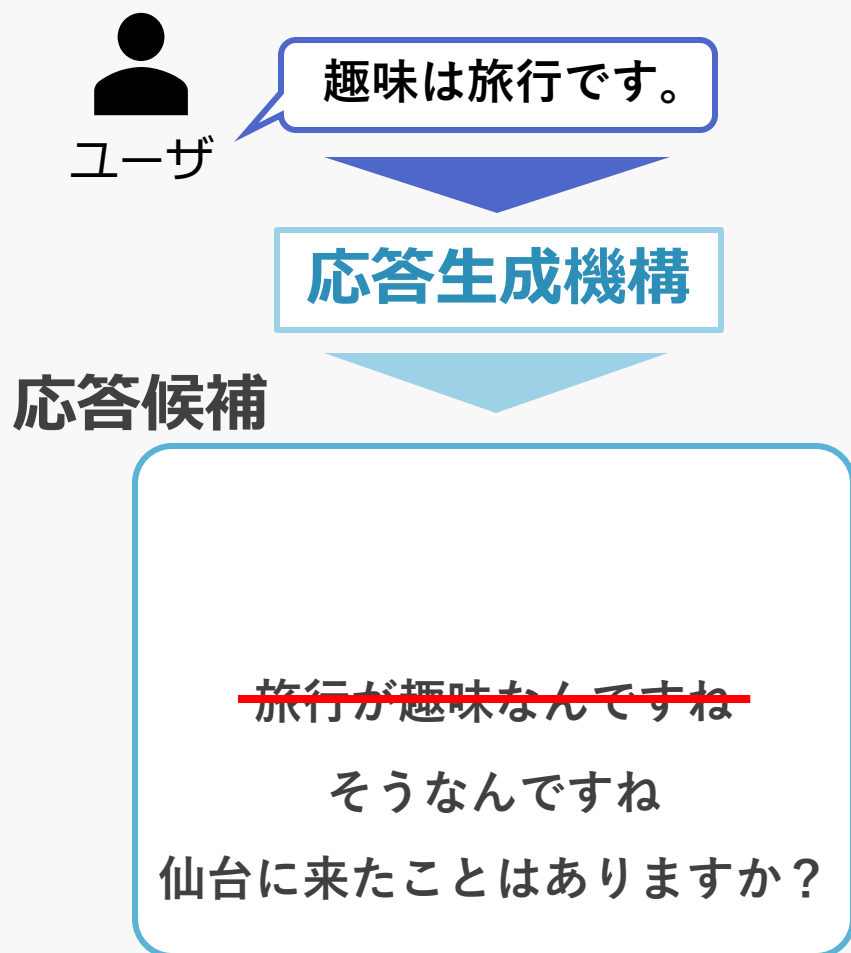 趣味は旅行です。
ユーザ
応答生成機構
応答候補
旅行が趣味なんですね
そうなんですね
仙台に来たことはありますか？